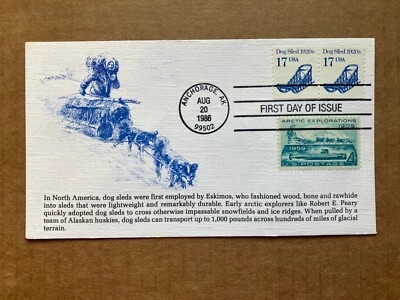 Dog Sled 1920s Dog Sled 1920s
17 USA 17 USA
ANCHORAGE, AK
AUG
20
1986
99502
FIRST DAY OF ISSUE
ARCTIC EXPLORATIONS
1909
1959
4¢
U.S. POSTAGE
In North America, dog sleds were first employed by Eskimos, who fashioned wood, bone and rawhide
into sleds that were lightweight and remarkably durable. Early arctic explorers like Robert E. Peary
quickly adopted dog sleds to cross otherwise impassable snowfields and ice ridges. When pulled by a
team of Alaskan huskies, dog sleds can transport up to 1,000 pounds across hundreds of miles of glacial
terrain.